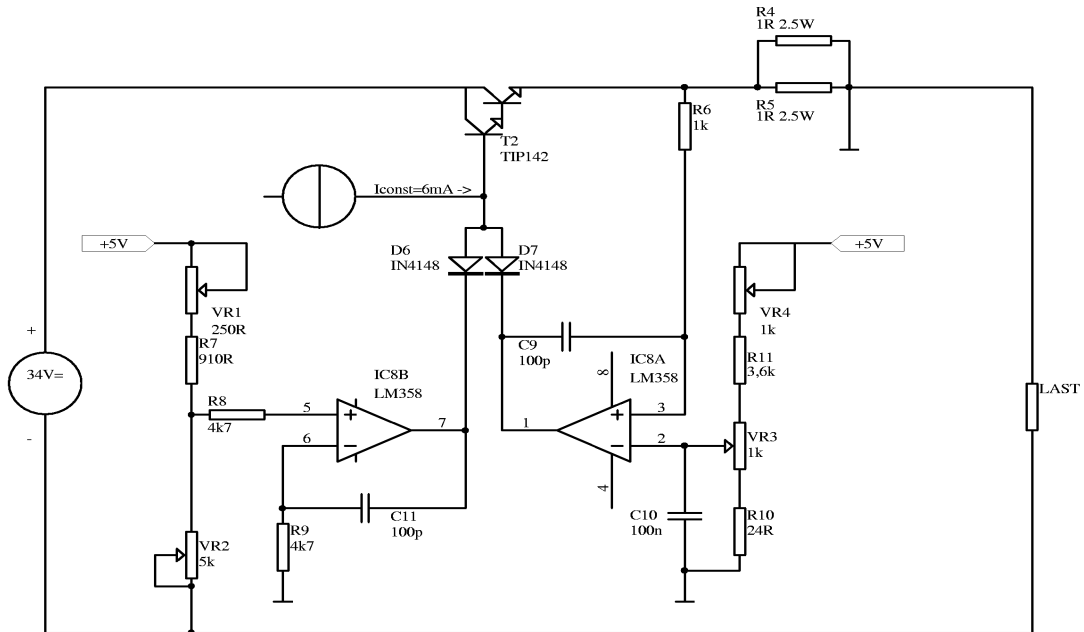 R4
1R 2.5W
R5
1R 2.5W
R6
1k
T2
TIP142
Iconst=6mA ->
+5V
D6
IN4148
D7
IN4148
+5V
VR1
250R
VR4
1k
+
R7
910R
C9
100p
IC8A
LM358
8
R11
3,6k
34V=
IC8B
LM358
LAST
R8
4k7
5
+
7
1
+
3
6
-
-
2
VR3
1k
-
4
C11
100p
C10
100n
R10
24R
R9
4k7
VR2
5k